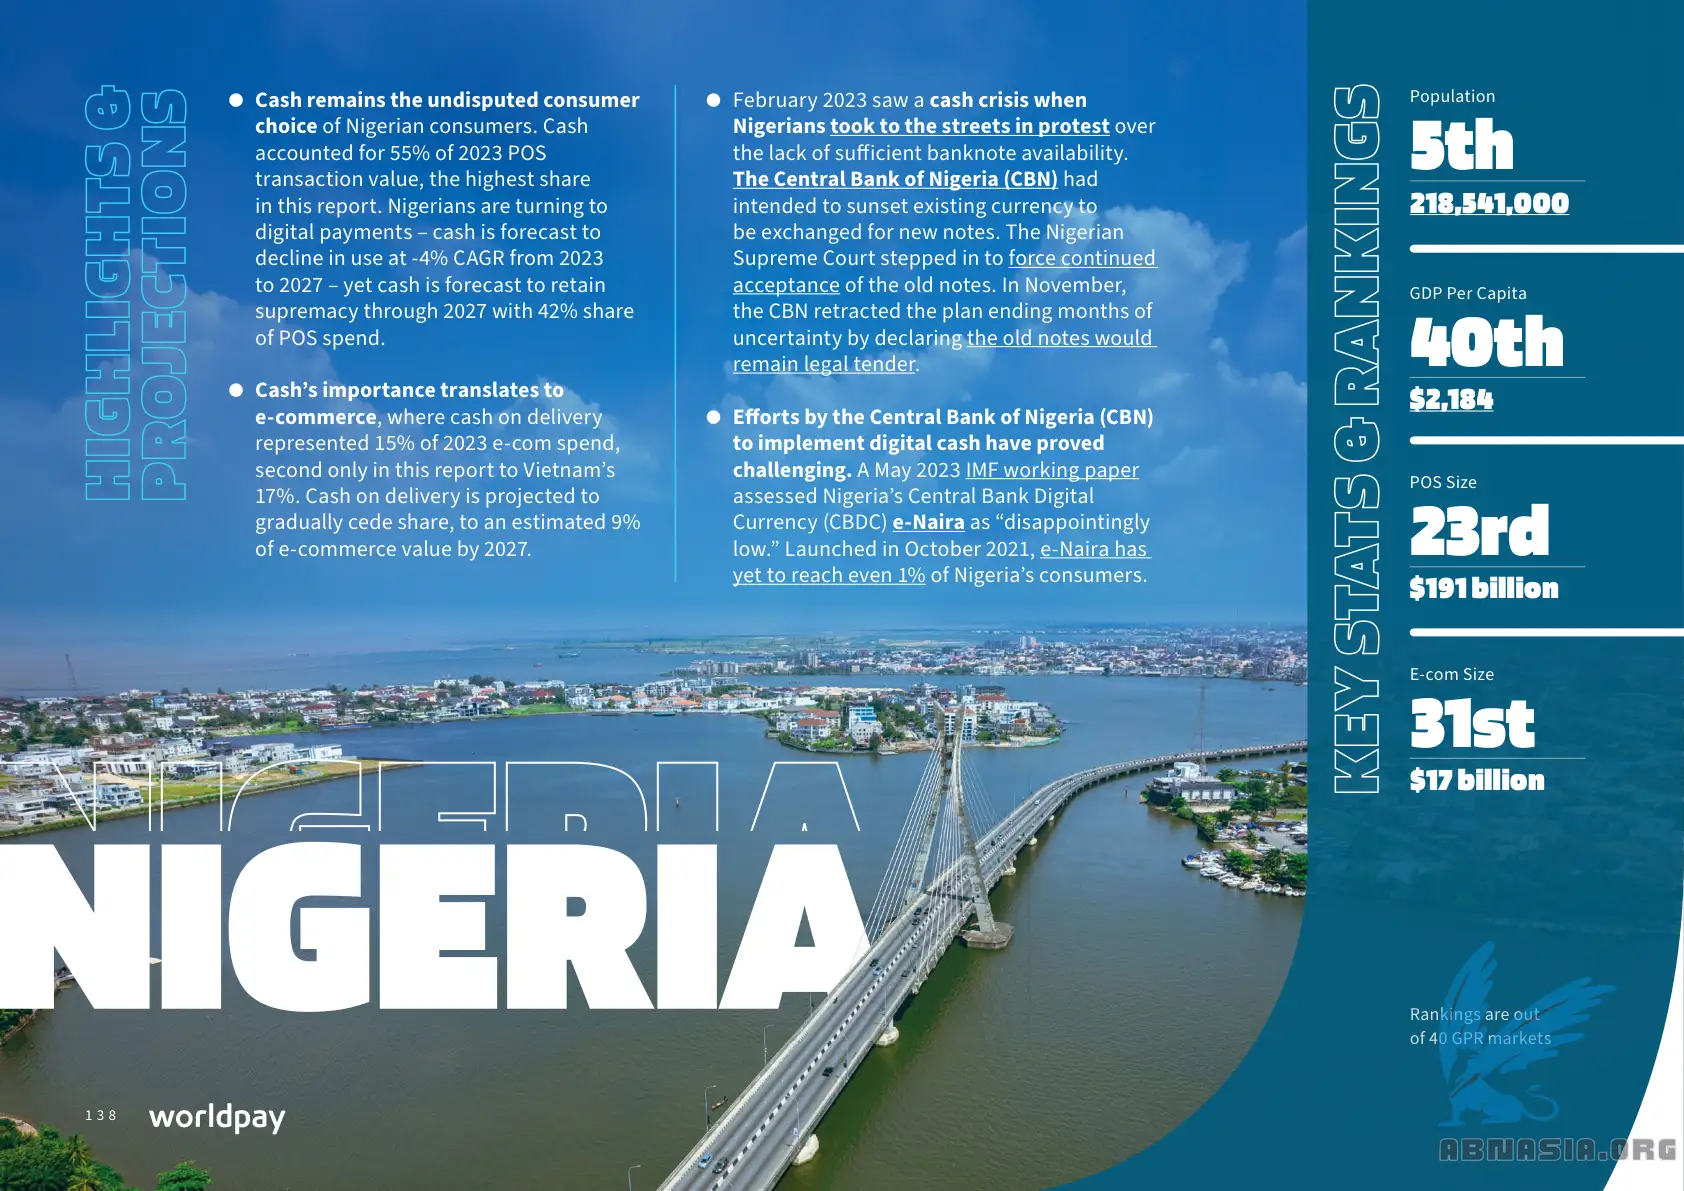 HIGHLIGHTS &
PROJECTIONS
Cash remains the undisputed consumer
choice of Nigerian consumers. Cash
accounted for 55% of 2023 POS
transaction value, the highest share
in this report. Nigerians are turning to
digital payments – cash is forecast to
decline in use at -4% CAGR from 2023
to 2027 – yet cash is forecast to retain
supremacy through 2027 with 42% share
of POS spend.
Cash’s importance translates to
e-commerce, where cash on delivery
represented 15% of 2023 e-com spend,
second only in this report to Vietnam’s
17%. Cash on delivery is projected to
gradually cede share, to an estimated 9%
of e-commerce value by 2027.
February 2023 saw a cash crisis when
Nigerians took to the streets in protest over
the lack of sufficient banknote availability.
The Central Bank of Nigeria (CBN) had
intended to sunset existing currency to
be exchanged for new notes. The Nigerian
Supreme Court stepped in to force continued
acceptance of the old notes. In November,
the CBN retracted the plan ending months of
uncertainty by declaring the old notes would
remain legal tender.
Efforts by the Central Bank of Nigeria (CBN)
to implement digital cash have proved
challenging. A May 2023 IMF working paper
assessed Nigeria’s Central Bank Digital
Currency (CBDC) e-Naira as “disappointingly
low.” Launched in October 2021, e-Naira has
yet to reach even 1% of Nigeria’s consumers.
KEY STATS & RANKINGS
Population
5th
218,541,000
GDP Per Capita
40th
$2,184
POS Size
23rd
$191 billion
E-com Size
31st
$17 billion
Rankings are out
of 40 GPR markets
NIGERIA
NIGERIA
138
worldpay
ABNASIA.ORG